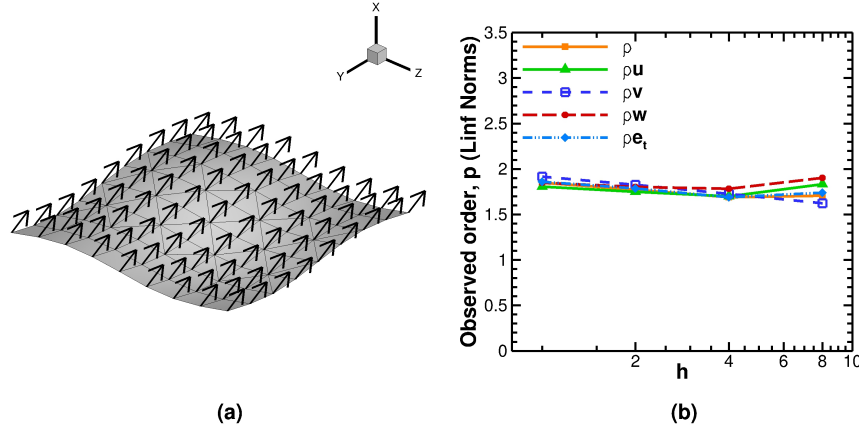 X
Y
Z
(a)
Observed order, p (Linf Norms)
3.5
3
2.5
2
1.5
1
0.5
0
ρ
ρu
ρv
ρw
ρeₜ
2
4
6
8
10
h
(b)